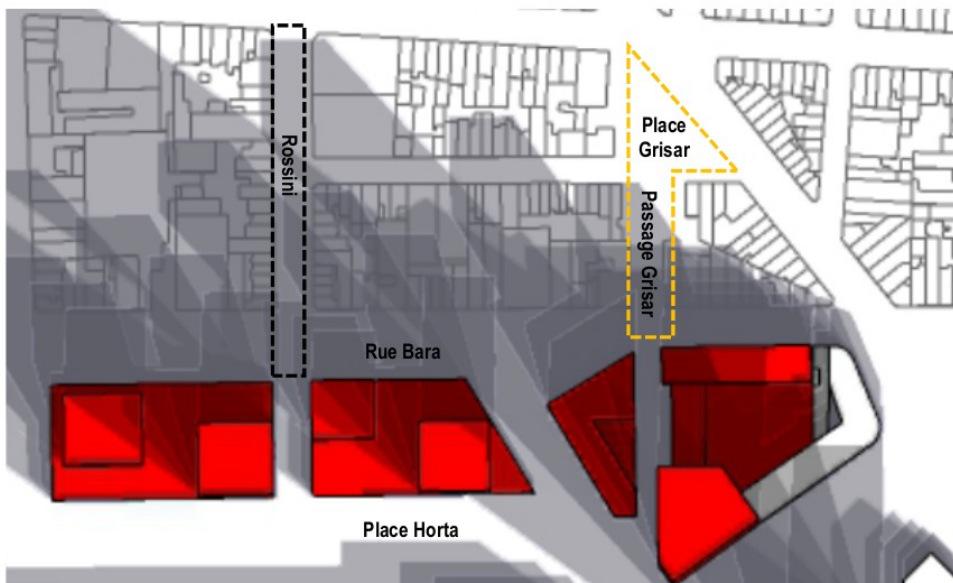 Rossini
Place
Grisar
Passage Grisar
Rue Bara
Place Horta